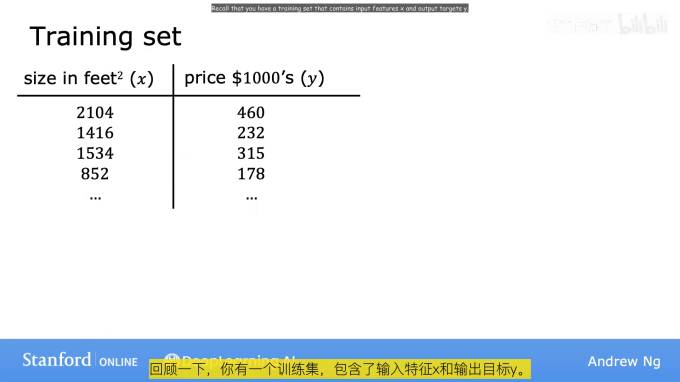 Recall that you have a training set that contains input features x and output targets y.
bilibili
Training set
size in feet² (x) price $1000's (y)
2104 460
1416 232
1534 315
852 178
... ...
Stanford ONLINE DeepLearning.AI Andrew Ng
回顾一下，你有一个训练集，包含了输入特征x和输出目标y。